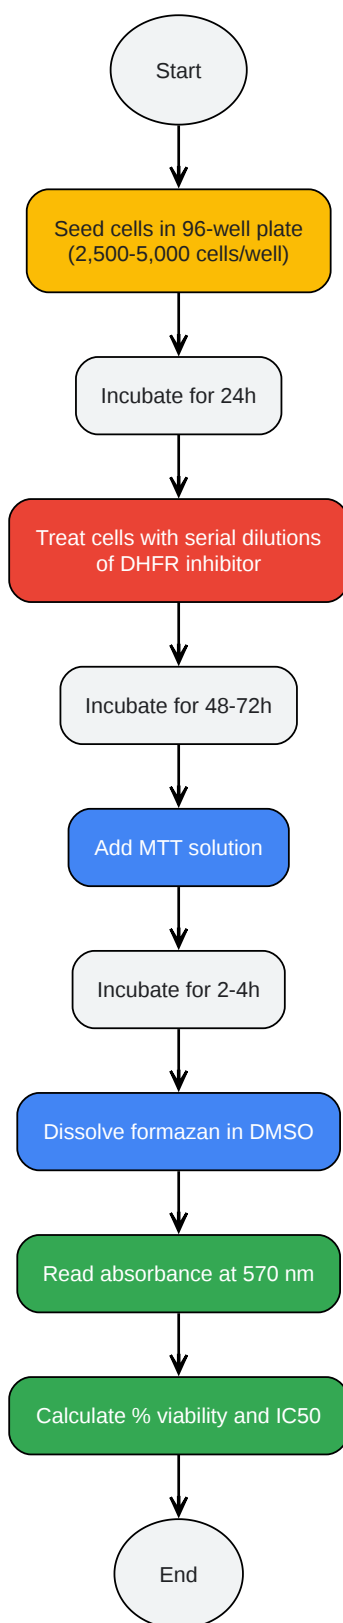 Start
Seed cells in 96-well plate
(2,500-5,000 cells/well)
Incubate for 24h
Treat cells with serial dilutions
of DHFR inhibitor
Incubate for 48-72h
Add MTT solution
Incubate for 2-4h
Dissolve formazan in DMSO
Read absorbance at 570 nm
Calculate % viability and IC50
End